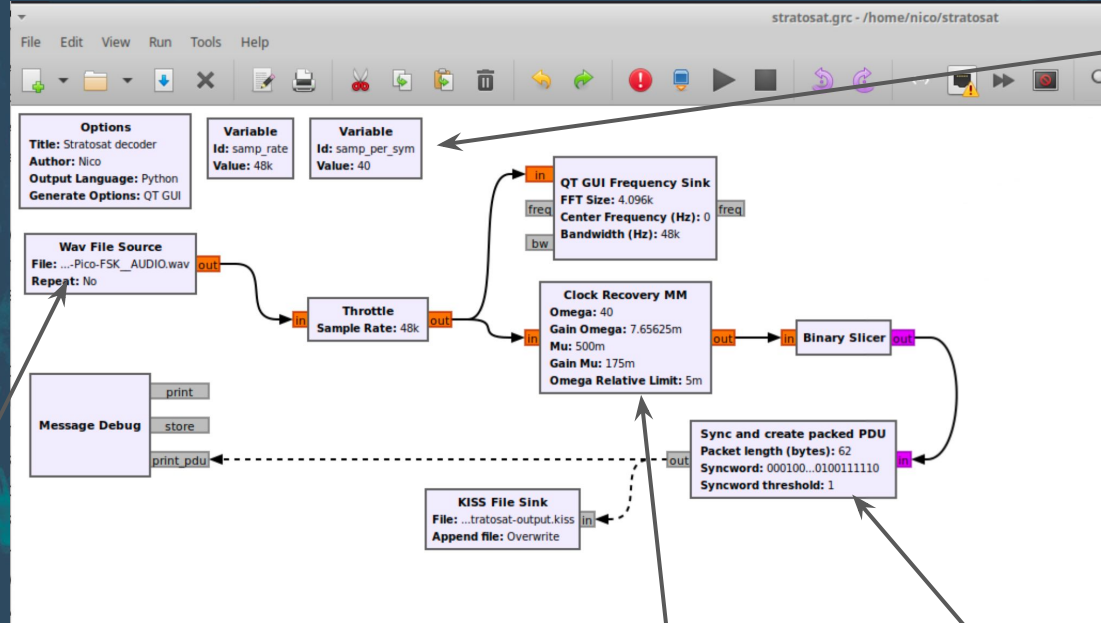 stratosat.grc - /home/nico/stratosat
File Edit View Run Tools Help
Options
Title: Stratosat decoder
Author: Nico
Output Language: Python
Generate Options: QT GUI
Variable
Id: samp_rate
Value: 48k
Variable
Id: samp_per_sym
Value: 40
in
freq
bw
QT GUI Frequency Sink
FFT Size: 4.096k
Center Frequency (Hz): 0
Bandwidth (Hz): 48k
freq
Wav File Source
File: ...-Pico-FSK__AUDIO.wav
Repeat: No
out
in
Throttle
Sample Rate: 48k
out
in
Clock Recovery MM
Omega: 40
Gain Omega: 7.65625m
Mu: 500m
Gain Mu: 175m
Omega Relative Limit: 5m
out
in
Binary Slicer
out
Message Debug
print
store
print_pdu
out
Sync and create packed PDU
Packet length (bytes): 62
Syncword: 000100...0100111110
Syncword threshold: 1
in
KISS File Sink
File: ...tratosat-output.kiss
Append file: Overwrite
in